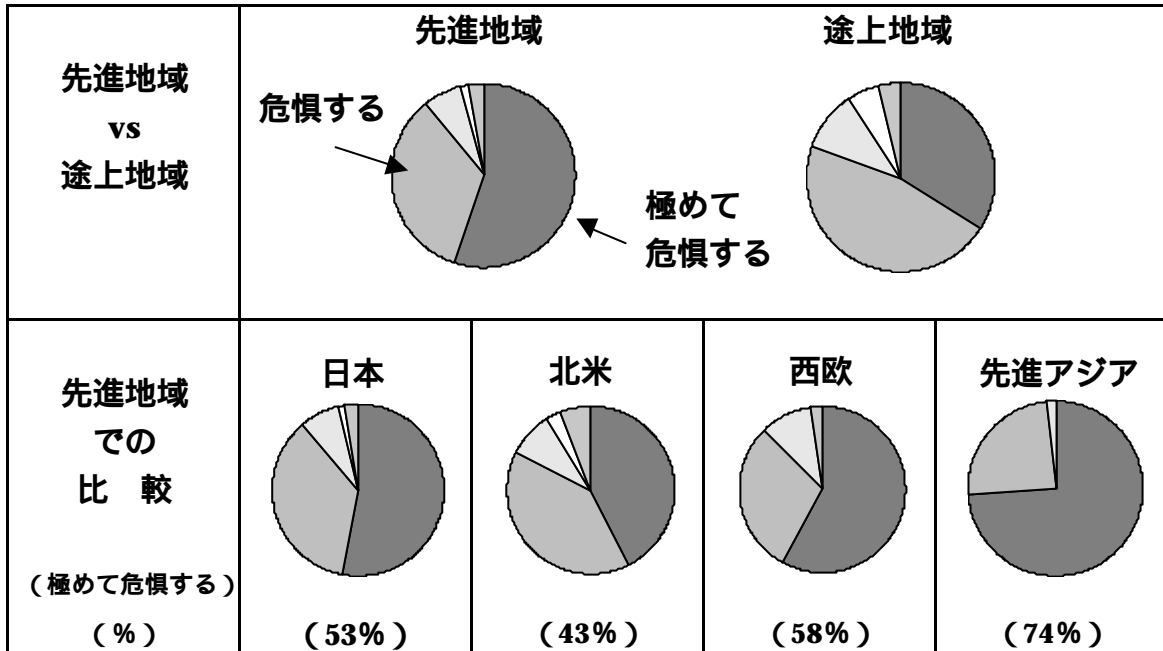 先進地域
vs
途上地域
先進地域
途上地域
危惧する
極めて
危惧する
先進地域
での
比 較
(極めて危惧する)
(%)
日本
北米
西欧
先進アジア
(53%)
(43%)
(58%)
(74%)